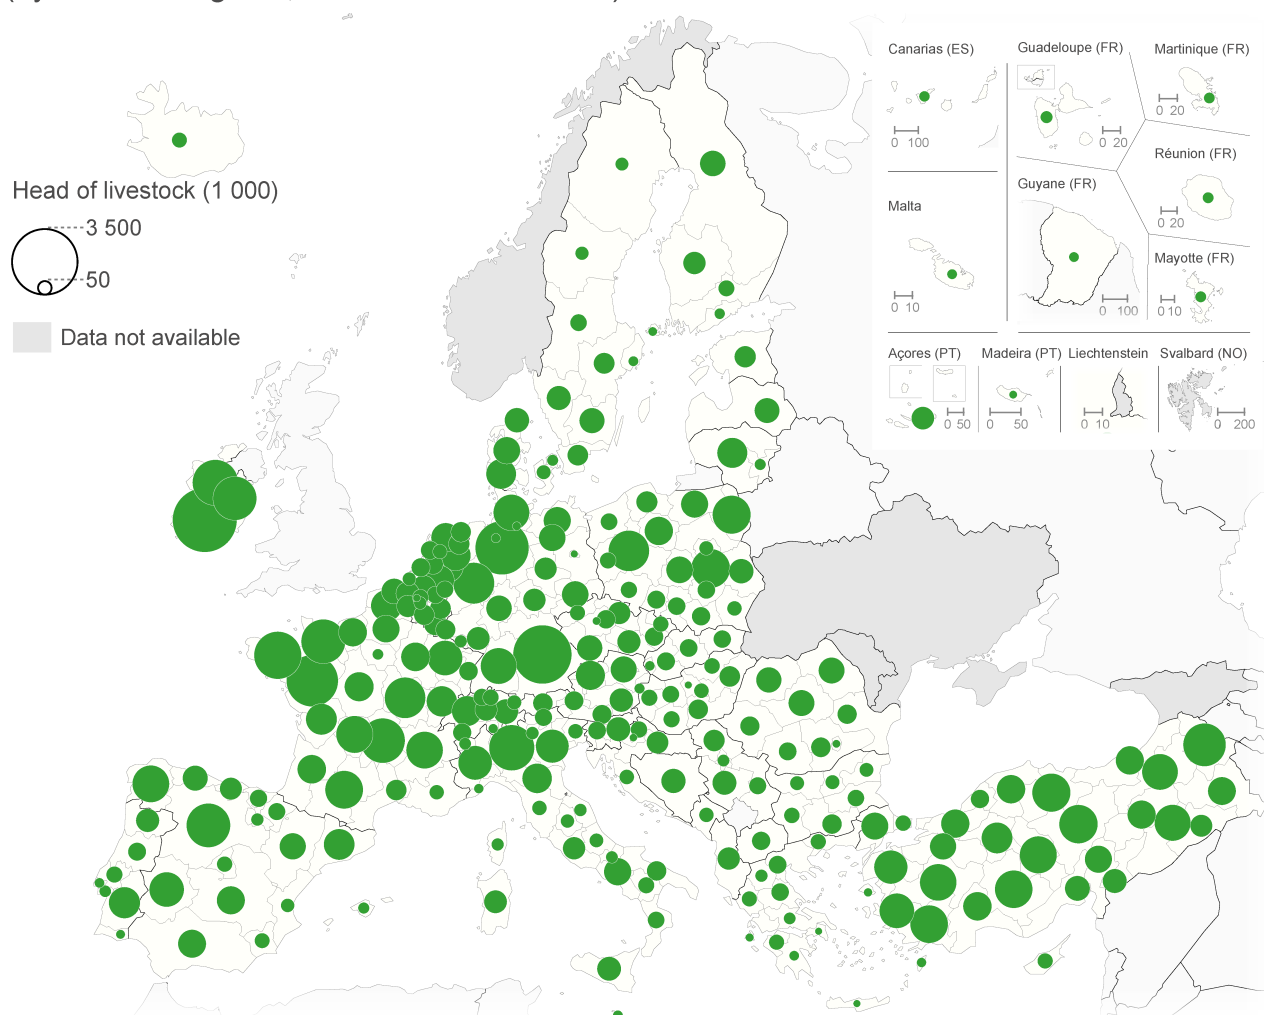 Head of livestock (1 000)
3 500
50
Data not available
Canarias (ES)
0 100
Guadeloupe (FR)
0 20
Martinique (FR)
0 20
Réunion (FR)
0 20
Guyane (FR)
0 100
Malta
0 10
Mayotte (FR)
0 10
Açores (PT)
0 50
Madeira (PT)
0 50
Liechtenstein
0 10
Svalbard (NO)
0 200